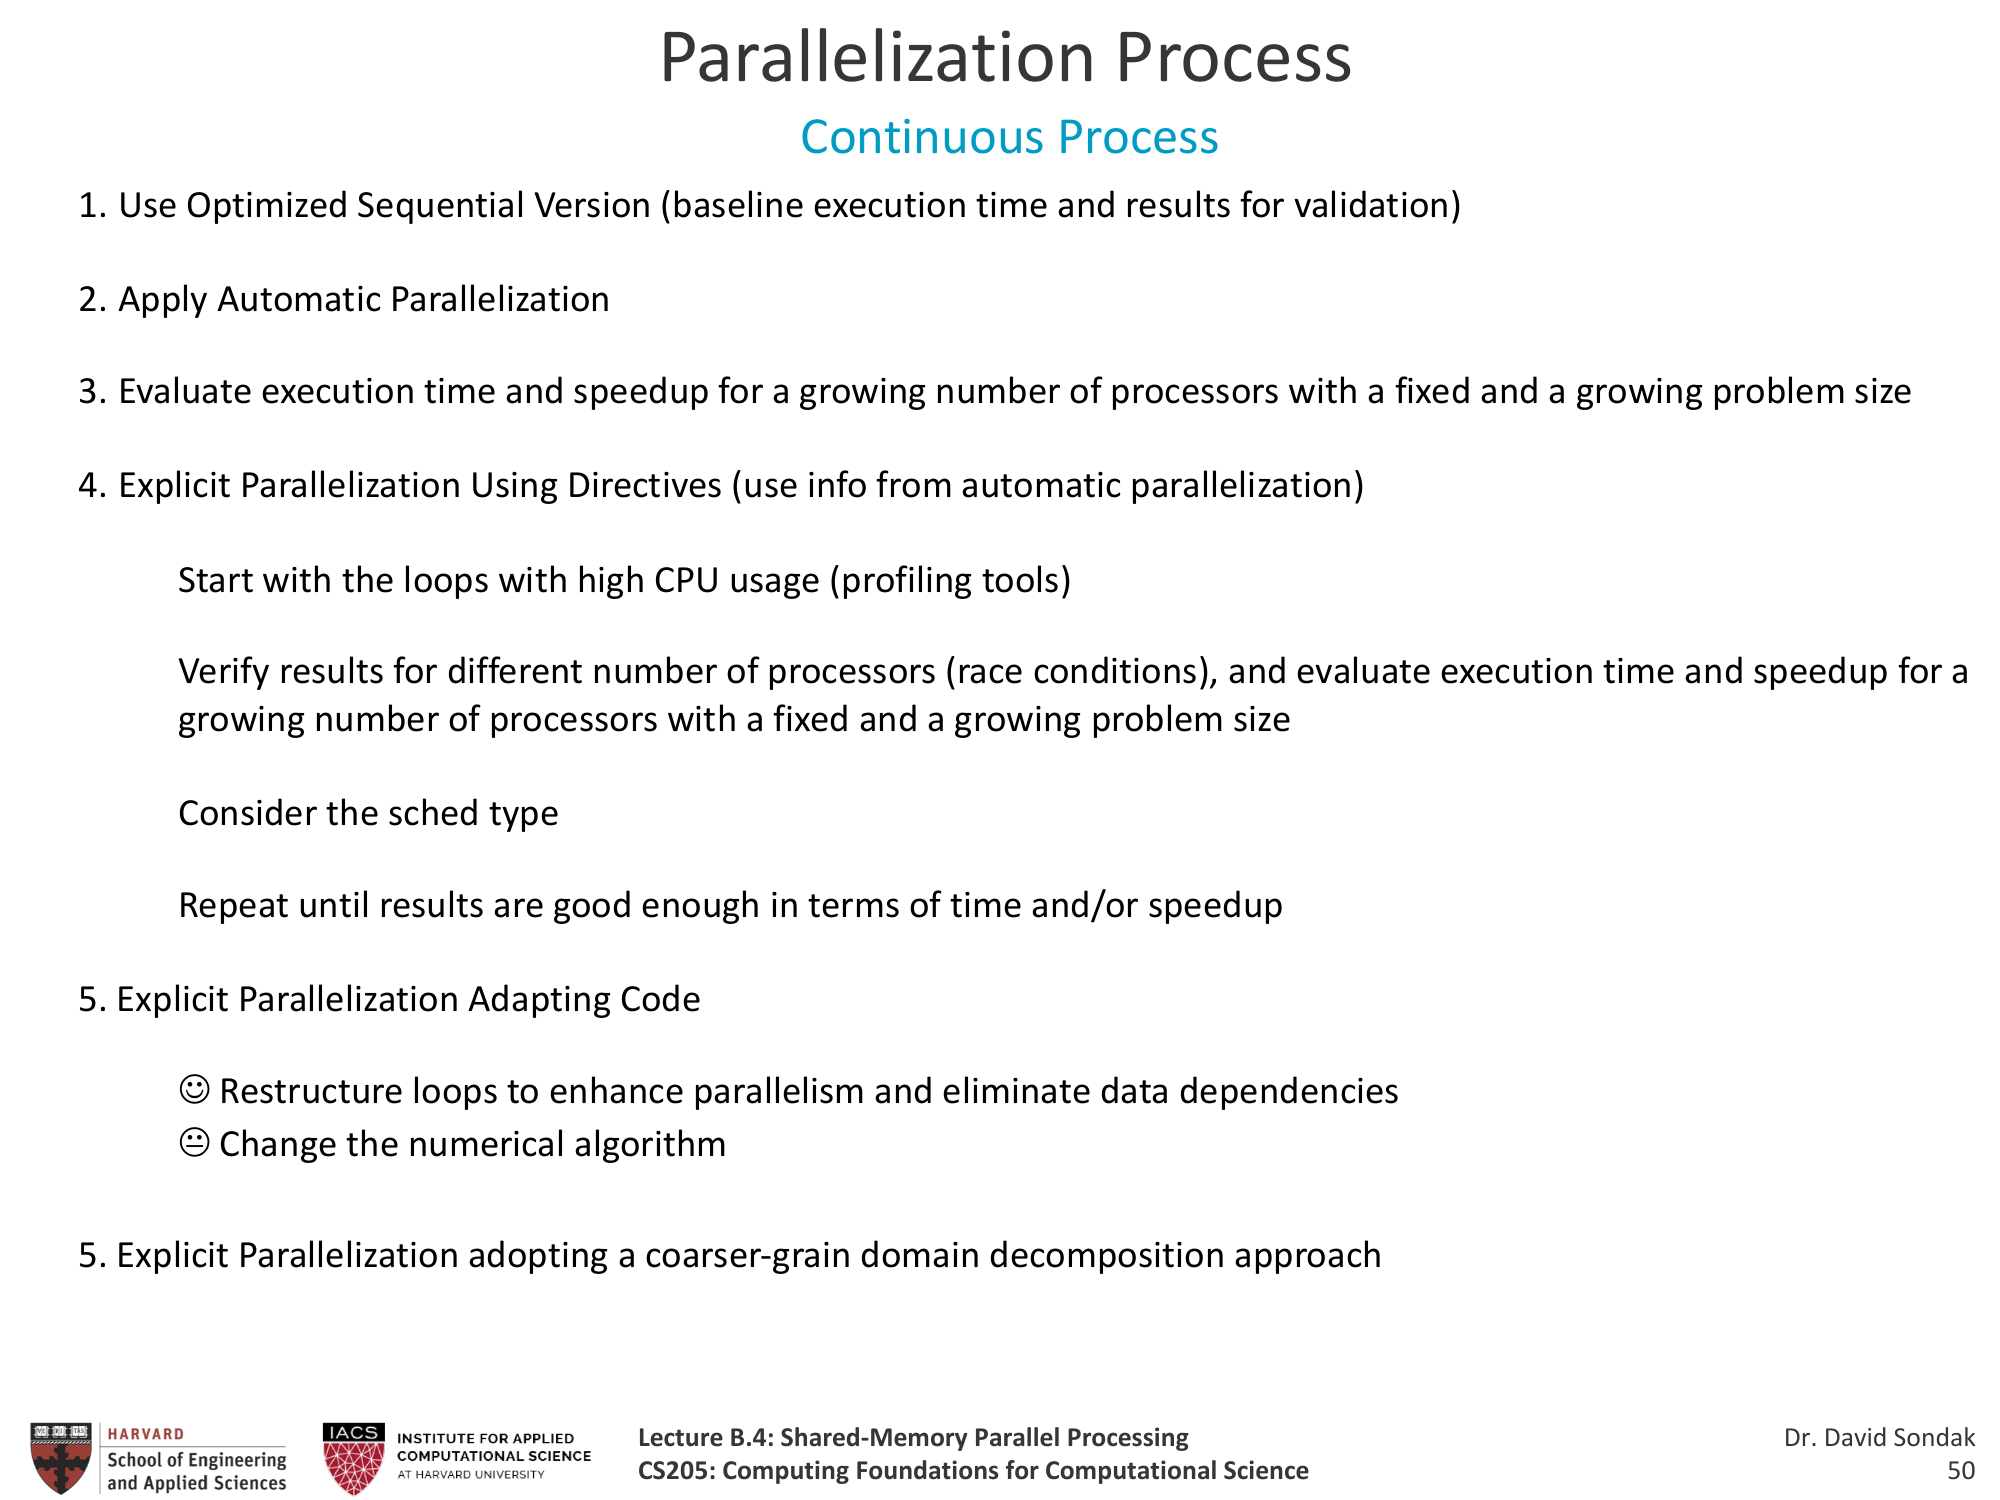 Parallelization Process
Continuous Process
1. Use Optimized Sequential Version (baseline execution time and results for validation)
2. Apply Automatic Parallelization
3. Evaluate execution time and speedup for a growing number of processors with a fixed and a growing problem size
4. Explicit Parallelization Using Directives (use info from automatic parallelization)
Start with the loops with high CPU usage (profiling tools)
Verify results for different number of processors (race conditions), and evaluate execution time and speedup for a
growing number of processors with a fixed and a growing problem size
Consider the sched type
Repeat until results are good enough in terms of time and/or speedup
5. Explicit Parallelization Adapting Code
☺ Restructure loops to enhance parallelism and eliminate data dependencies
😐 Change the numerical algorithm
5. Explicit Parallelization adopting a coarser-grain domain decomposition approach
HARVARD
School of Engineering
and Applied Sciences
IACS
INSTITUTE FOR APPLIED
COMPUTATIONAL SCIENCE
AT HARVARD UNIVERSITY
Lecture B.4: Shared-Memory Parallel Processing
CS205: Computing Foundations for Computational Science
Dr. David Sondak
50